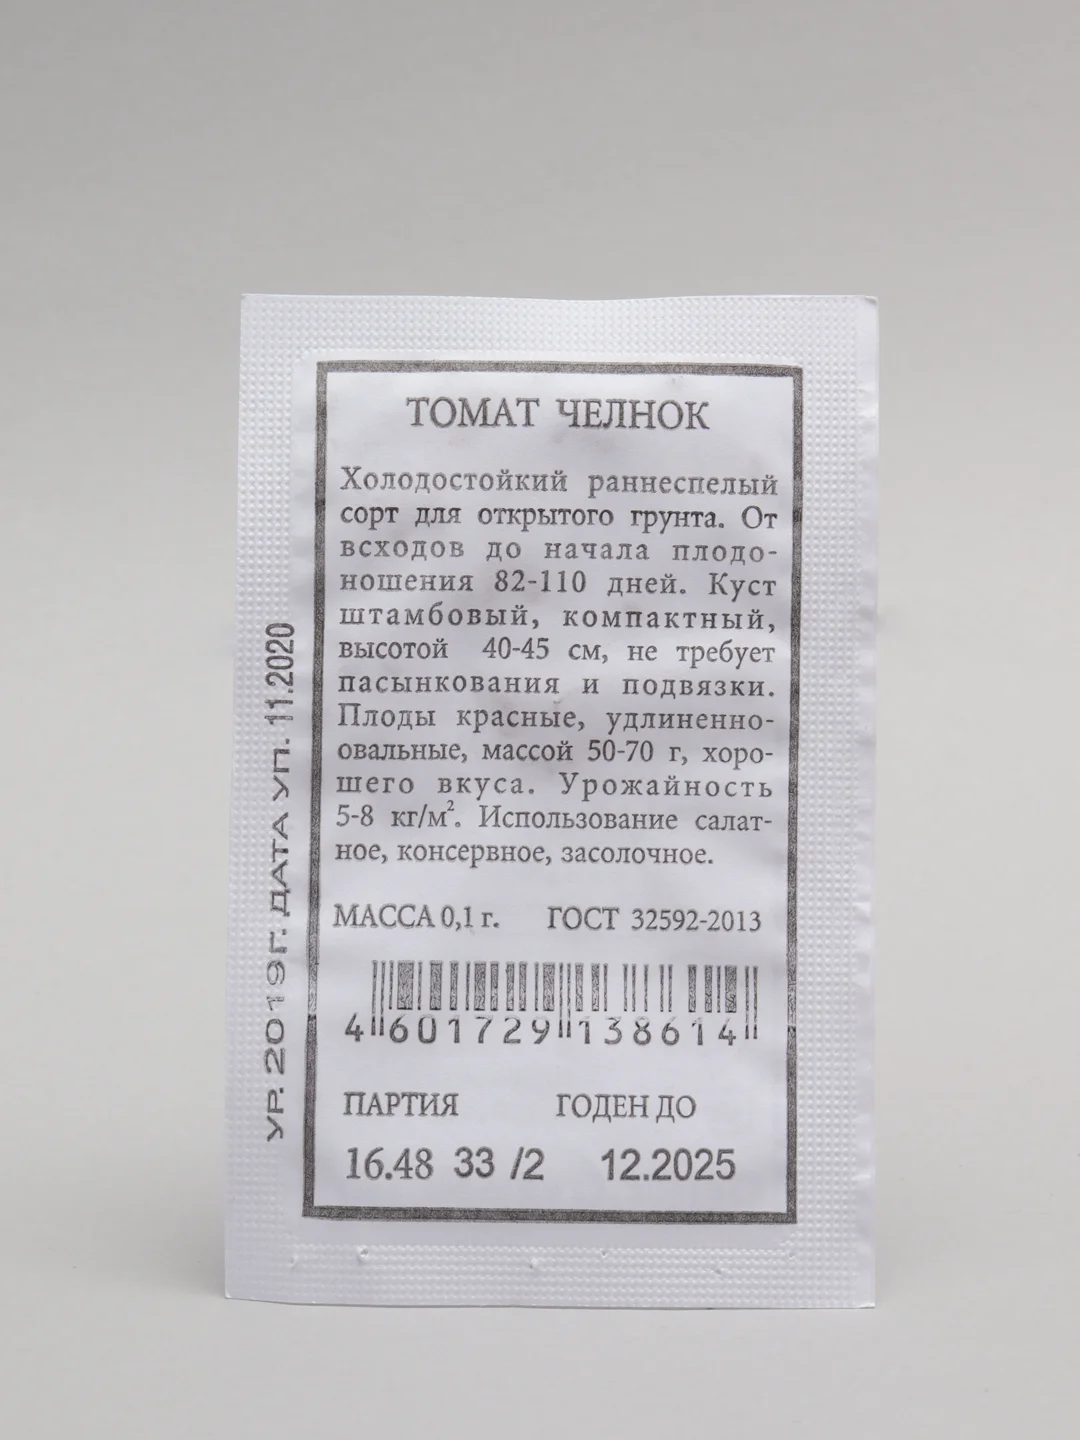 ТОМАТ ЧЕЛНОК
Холодостойкий раннеспелый
сорт для открытого грунта. От
всходов до начала плодо-
ношения 82-110 дней. Куст
штамбовый, компактный,
высотой 40-45 см, не требует
пасынкования и подвязки.
Плоды красные, удлиненно-
овальные, массой 50-70 г, хоро-
шего вкуса. Урожайность
5-8 кг/м². Использование салат-
ное, консервное, засолочное.
МАССА 0,1 г. ГОСТ 32592-2013
4 601729 138614
ПАРТИЯ ГОДЕН ДО
16.48 33 /2 12.2025
УР. 2019г. ДАТА УП. 11.2020